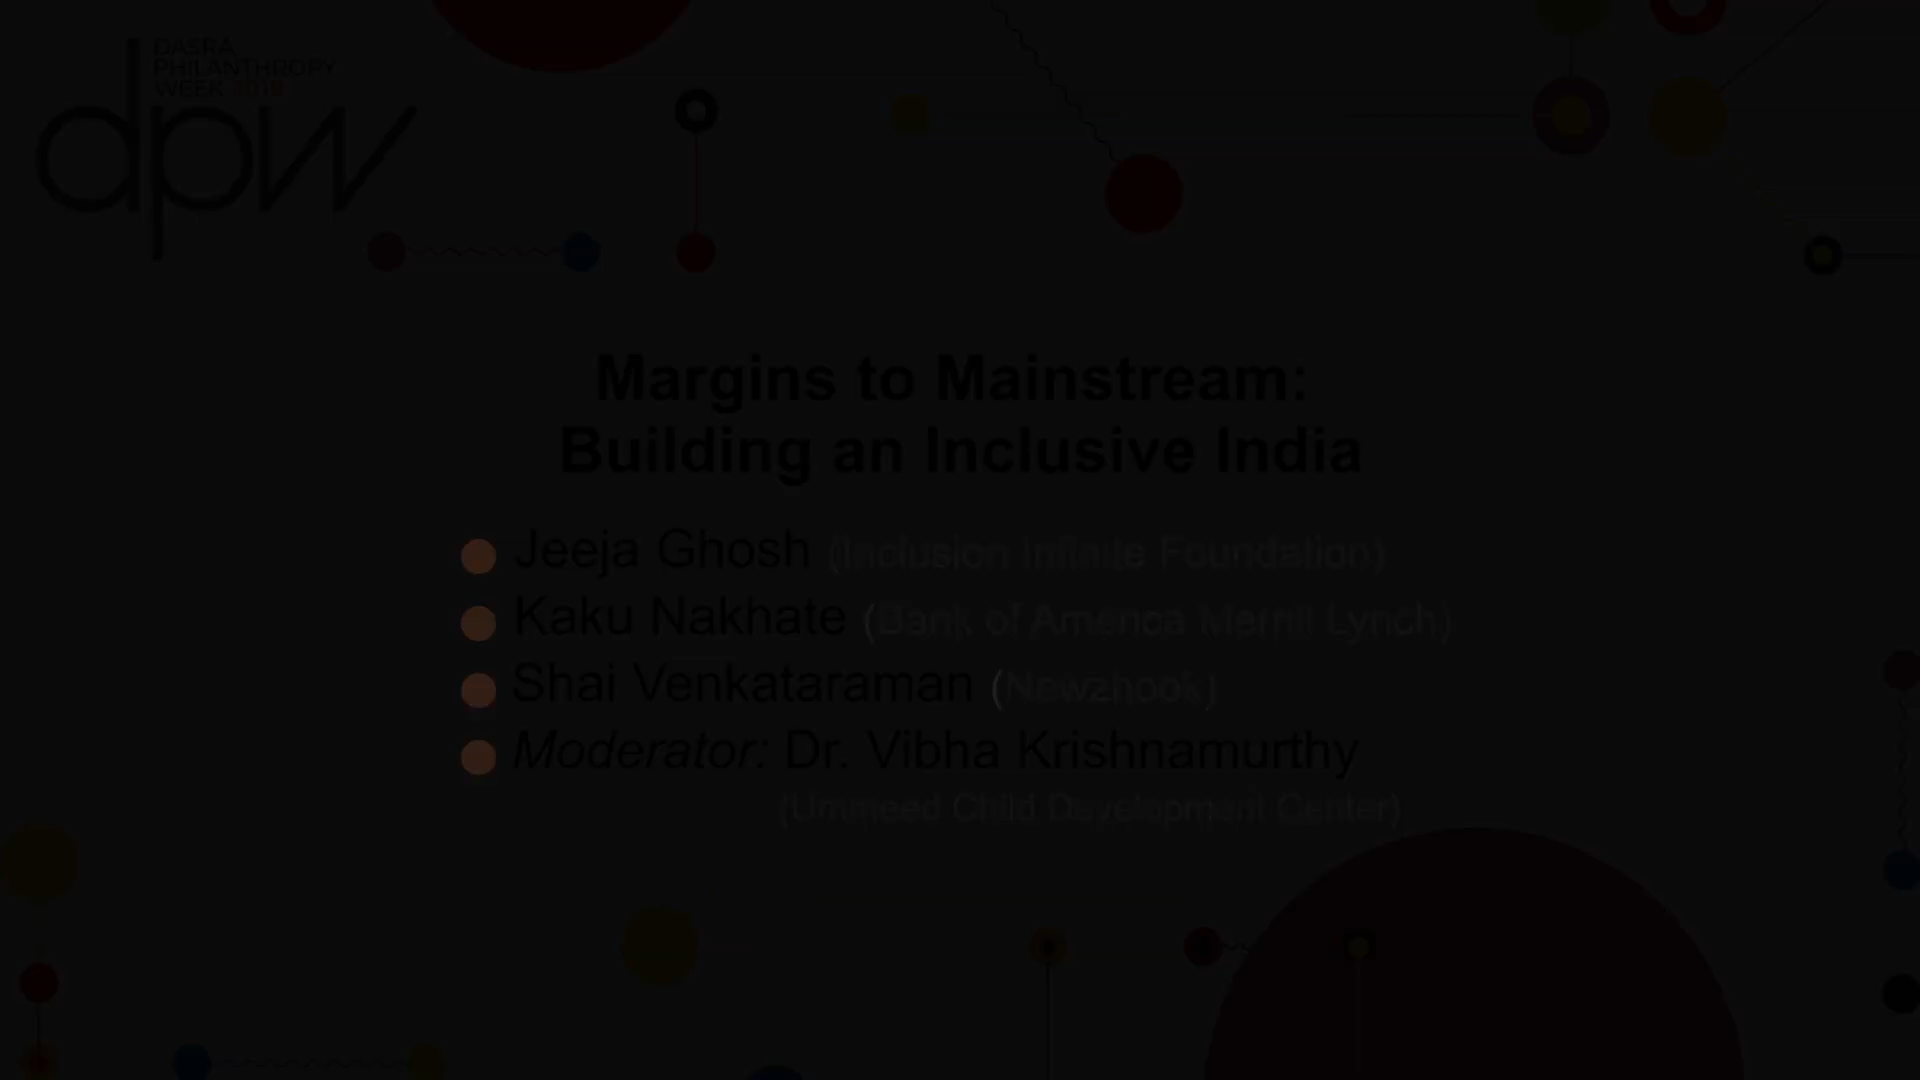 DASRA
PHILANTHROPY
WEEK 2019
dpw
Margins to Mainstream:
Building an Inclusive India
Jeeja Ghosh (Inclusion Infinite Foundation)
Kaku Nakhate (Bank of America Merrill Lynch)
Shai Venkataraman (Newzhook)
Moderator: Dr. Vibha Krishnamurthy
(Ummeed Child Development Center)